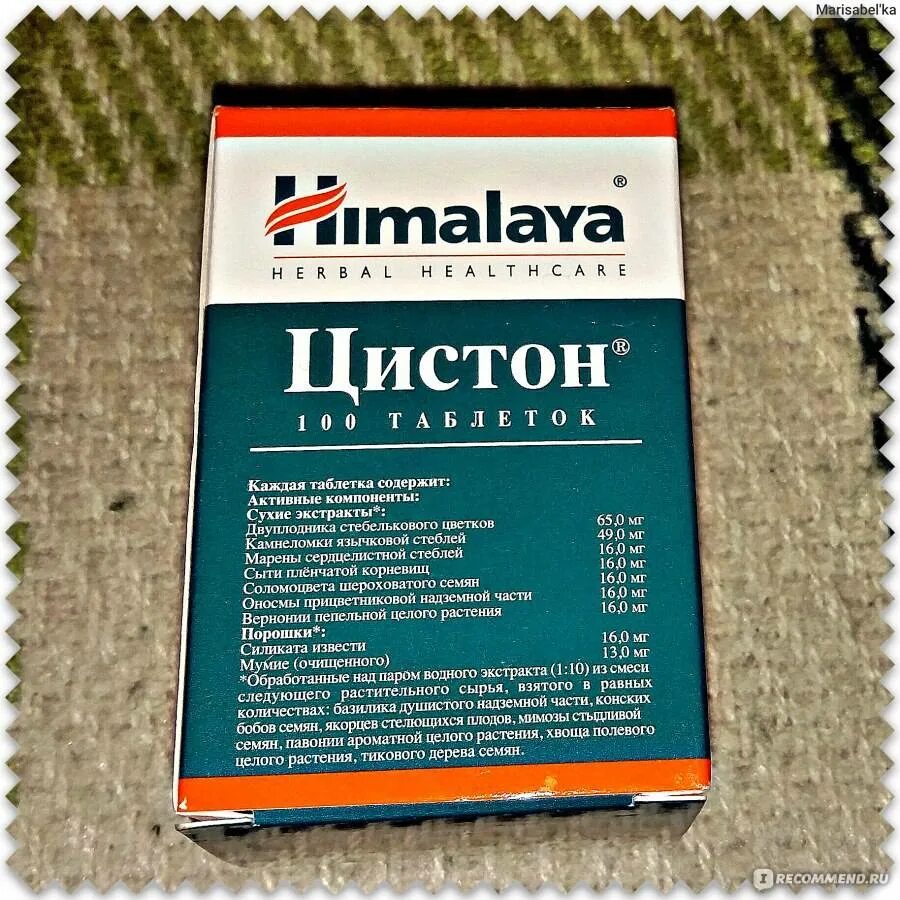 Marisabel'ka
Himalaya®
HERBAL HEALTHCARE
Цистон®
100 ТАБЛЕТОК
Каждая таблетка содержит:
Активные компоненты:
Сухие экстракты*:
Двуплодника стебелькового цветков 65,0 мг
Камнеломки язычковой стеблей 49,0 мг
Марены сердцелистной стеблей 16,0 мг
Сыти плёнчатой корневищ 16,0 мг
Соломоцвета шероховатого семян 16,0 мг
Оносмы прицветниковой надземной части 16,0 мг
Вернонии пепельной целого растения 16,0 мг
Порошки*:
Силиката извести 16,0 мг
Мумие (очищенного) 13,0 мг
*Обработанные над паром водного экстракта (1:10) из смеси
следующего растительного сырья, взятого в равных
количествах: базилика душистого надземной части, конских
бобов семян, якорцев стелющихся плодов, мимозы стыдливой
семян, павонии ароматной целого растения, хвоща полевого
целого растения, тикового дерева семян.
IRECOMMEND.RU